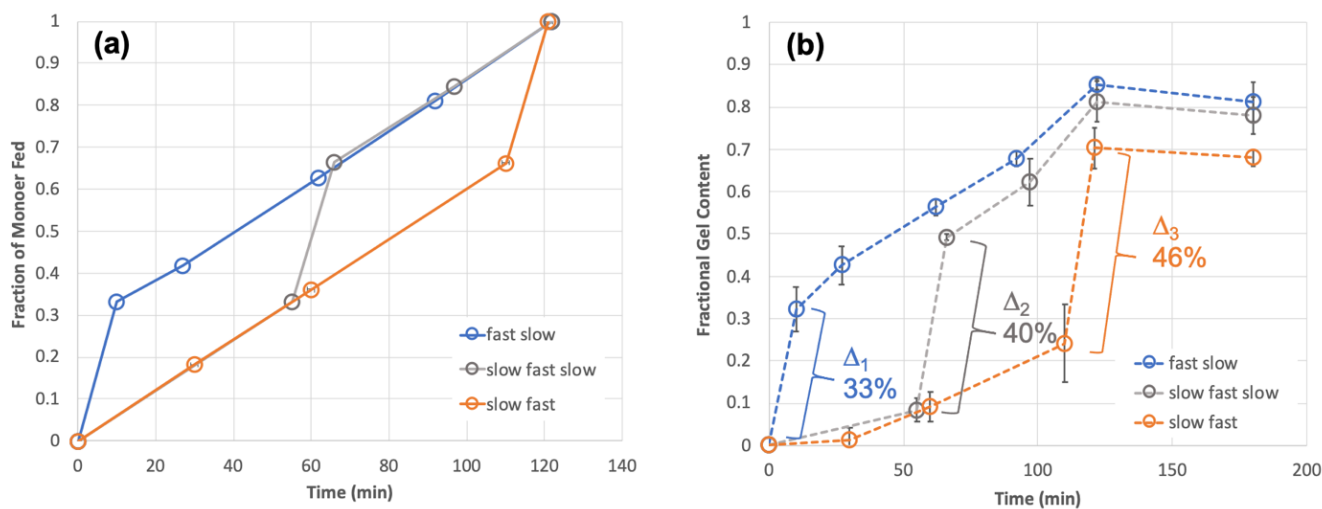 (a)
Fraction of Monoer Fed
1
0.9
0.8
0.7
0.6
0.5
0.4
0.3
0.2
0.1
0
0 20 40 60 80 100 120 140
Time (min)
fast slow
slow fast slow
slow fast
(b)
Fractional Gel Content
1
0.9
0.8
0.7
0.6
0.5
0.4
0.3
0.2
0.1
0
0 50 100 150 200
Time (min)
Δ1
33%
Δ2
40%
Δ3
46%
fast slow
slow fast slow
slow fast